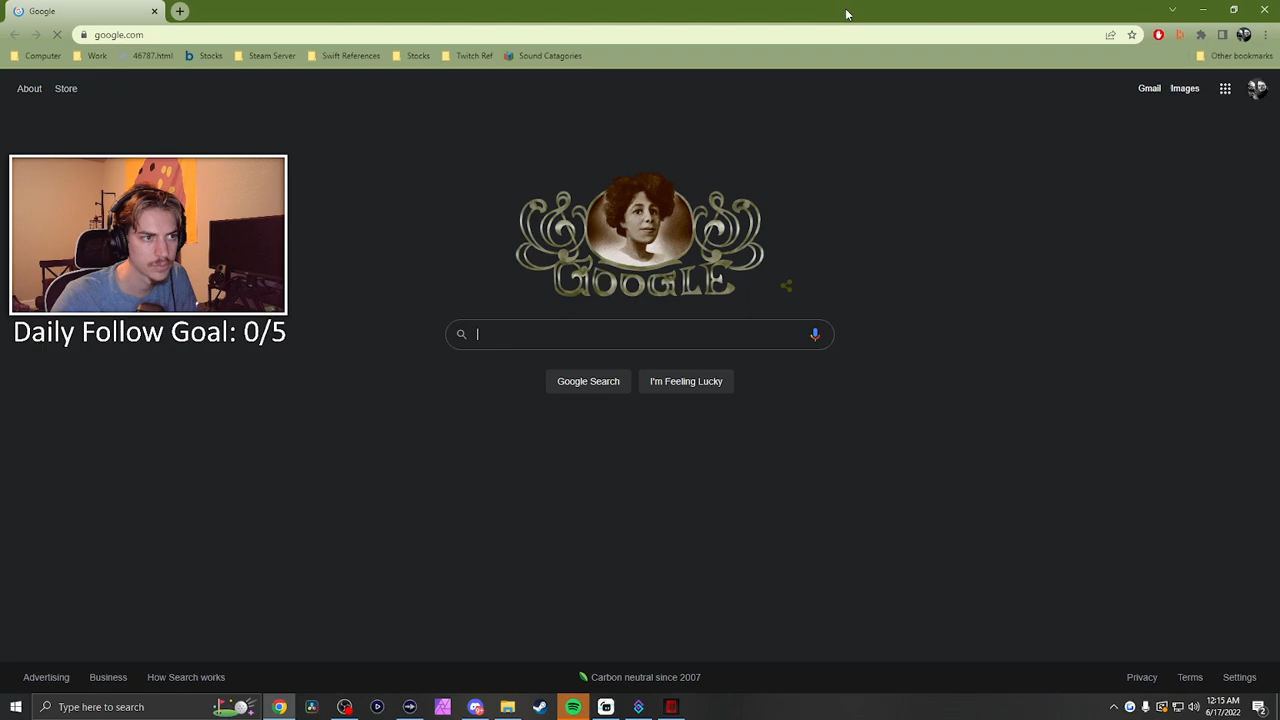 Google
google.com
Computer
Work
46787.html
Stocks
Steam Server
Swift References
Stocks
Twitch Ref
Sound Catagories
Other bookmarks
About
Store
Gmail
Images
GOOGLE
Daily Follow Goal: 0/5
Google Search
I'm Feeling Lucky
Carbon neutral since 2007
Advertising
Business
How Search works
Privacy
Terms
Settings
Type here to search
12:15 AM
6/17/2022
2